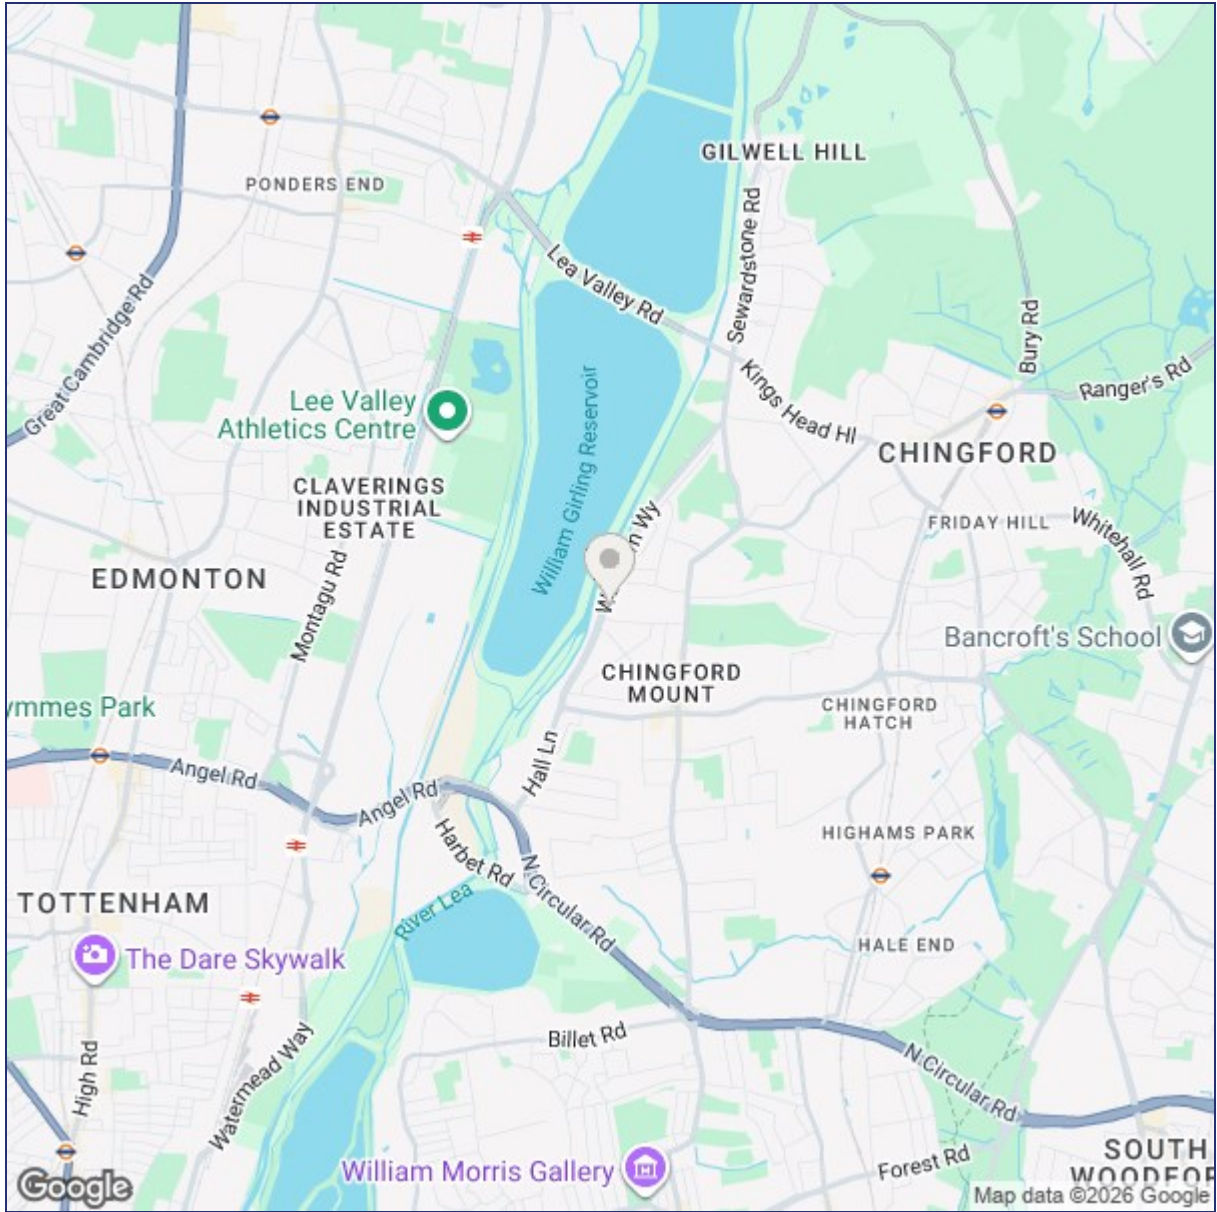 GILWELL HILL
PONDERS END
Sewardstone Rd
Lea Valley Rd
Great Cambridge Rd
Bury Rd
Ranger's Rd
Kings Head Hl
William Girling Reservoir
Lee Valley
Athletics Centre
CHINGFORD
CLAVERINGS
INDUSTRIAL
ESTATE
FRIDAY HILL
Whitehall Rd
EDMONTON
Montagu Rd
Bancroft's School
CHINGFORD
MOUNT
CHINGFORD
HATCH
ymmes Park
Angel Rd
Angel Rd
Hall Ln
HIGHAMS PARK
Harbet Rd
N Circular Rd
River Lea
TOTTENHAM
HALE END
The Dare Skywalk
Billet Rd
High Rd
Watermead Way
N Circular Rd
William Morris Gallery
Forest Rd
SOUTH
WOODFOR
Google
Map data ©2026 Google